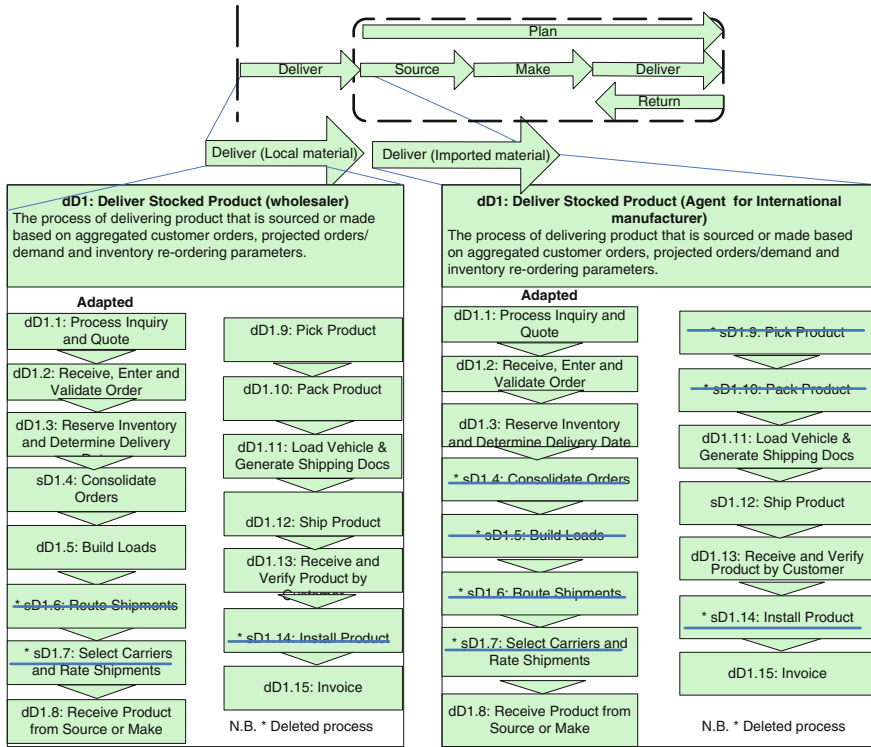 Plan
Deliver
Source
Make
Deliver
Return
Deliver (Local material)
Deliver (Imported material)
dD1: Deliver Stocked Product (wholesaler)
The process of delivering product that is sourced or made
based on aggregated customer orders, projected orders/
demand and inventory re-ordering parameters.
Adapted
dD1.1: Process Inquiry
and Quote
dD1.2: Receive, Enter and
Validate Order
dD1.3: Reserve Inventory
and Determine Delivery
sD1.4: Consolidate
Orders
dD1.5: Build Loads
* sD1.6: Route Shipments
* sD1.7: Select Carriers
and Rate Shipments
dD1.8: Receive Product
from Source or Make
dD1.9: Pick Product
dD1.10: Pack Product
dD1.11: Load Vehicle &
Generate Shipping Docs
dD1.12: Ship Product
dD1.13: Receive and
Verify Product by
Customer
* sD1.14: Install Product
dD1.15: Invoice
N.B. * Deleted process
dD1: Deliver Stocked Product (Agent for International
manufacturer)
The process of delivering product that is sourced or made
based on aggregated customer orders, projected orders/demand and
inventory re-ordering parameters.
Adapted
dD1.1: Process Inquiry and
Quote
dD1.2: Receive, Enter and
Validate Order
dD1.3: Reserve Inventory
and Determine Delivery Date
* sD1.4: Consolidate Orders
* sD1.5: Build Loads
* sD1.6: Route Shipments
* sD1.7: Select Carriers and
Rate Shipments
dD1.8: Receive Product from
Source or Make
* sD1.9: Pick Product
* sD1.10: Pack Product
dD1.11: Load Vehicle &
Generate Shipping Docs
sD1.12: Ship Product
dD1.13: Receive and Verify
Product by Customer
* sD1.14: Install Product
dD1.15: Invoice
N.B. * Deleted process